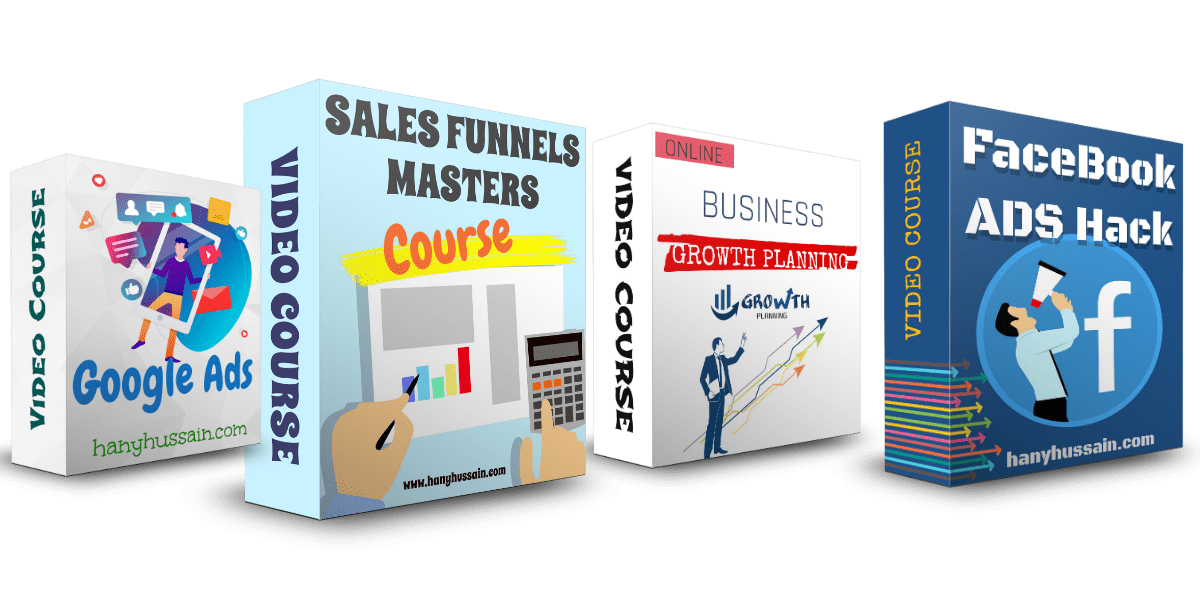 VIDEO COURSE
Google Ads
hanyhussain.com
VIDEO COURSE
SALES FUNNELS
MASTERS
Course
www.hanyhussain.com
VIDEO COURSE
ONLINE
BUSINESS
GROWTH PLANNING
GROWTH
PLANNING
VIDEO COURSE
FaceBook
ADS Hack
f
hanyhussain.com